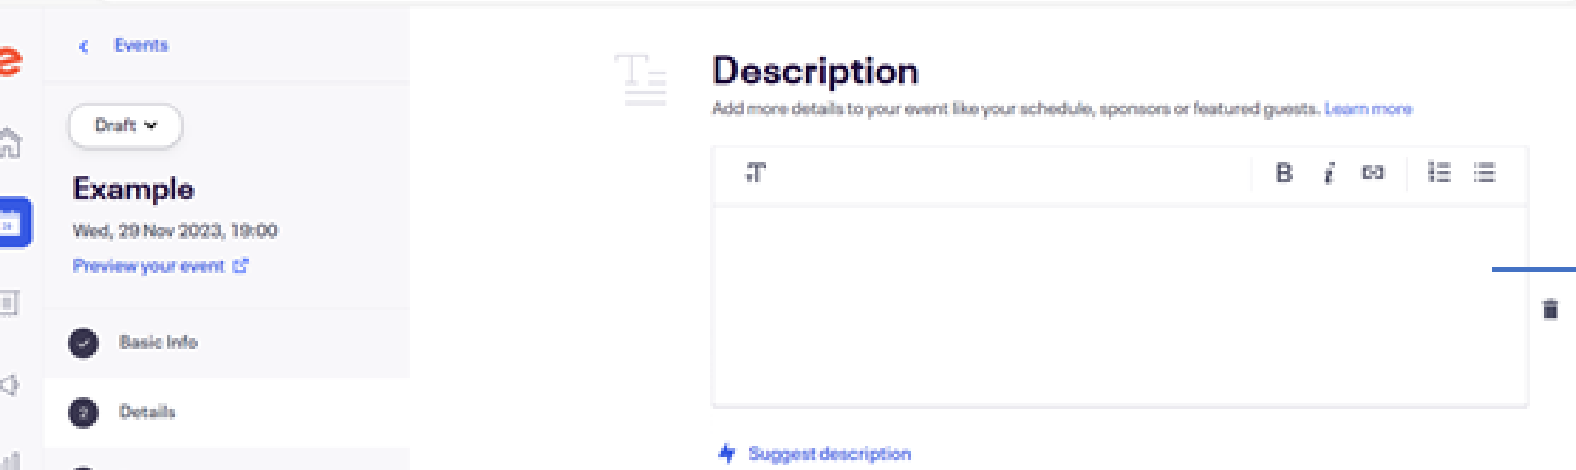 Events
Draft
Example
Wed, 29 Nov 2023, 19:00
Preview your event
Basic Info
2 Details
Description
Add more details to your event like your schedule, sponsors or featured guests. Learn more
B i
Suggest description